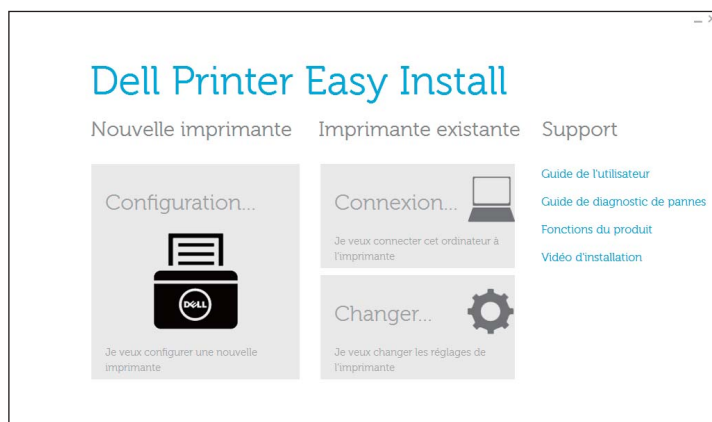 Dell Printer Easy Install
Nouvelle imprimante
Imprimante existante
Support
Configuration...
DELL
Je veux configurer une nouvelle
imprimante
Connexion...
Je veux connecter cet ordinateur à
l'imprimante
Changer...
Je veux changer les réglages de
l'imprimante
Guide de l'utilisateur
Guide de diagnostic de pannes
Fonctions du produit
Vidéo d'installation